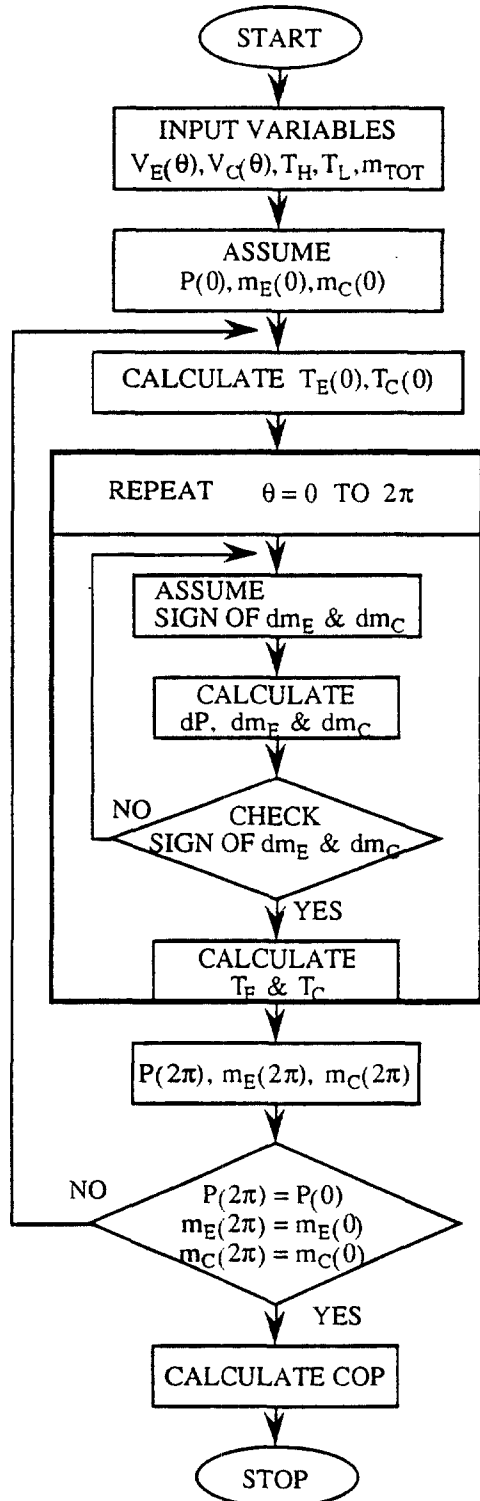 START
INPUT VARIABLES
V_E(θ), V_C(θ), T_H, T_L, m_TOT
ASSUME
P(0), m_E(0), m_C(0)
CALCULATE T_E(0), T_C(0)
REPEAT θ = 0 TO 2π
ASSUME
SIGN OF dm_E & dm_C
CALCULATE
dP, dm_E & dm_C
NO
CHECK
SIGN OF dm_E & dm_C
YES
CALCULATE
T_E & T_C
P(2π), m_E(2π), m_C(2π)
NO
P(2π) = P(0)
m_E(2π) = m_E(0)
m_C(2π) = m_C(0)
YES
CALCULATE COP
STOP